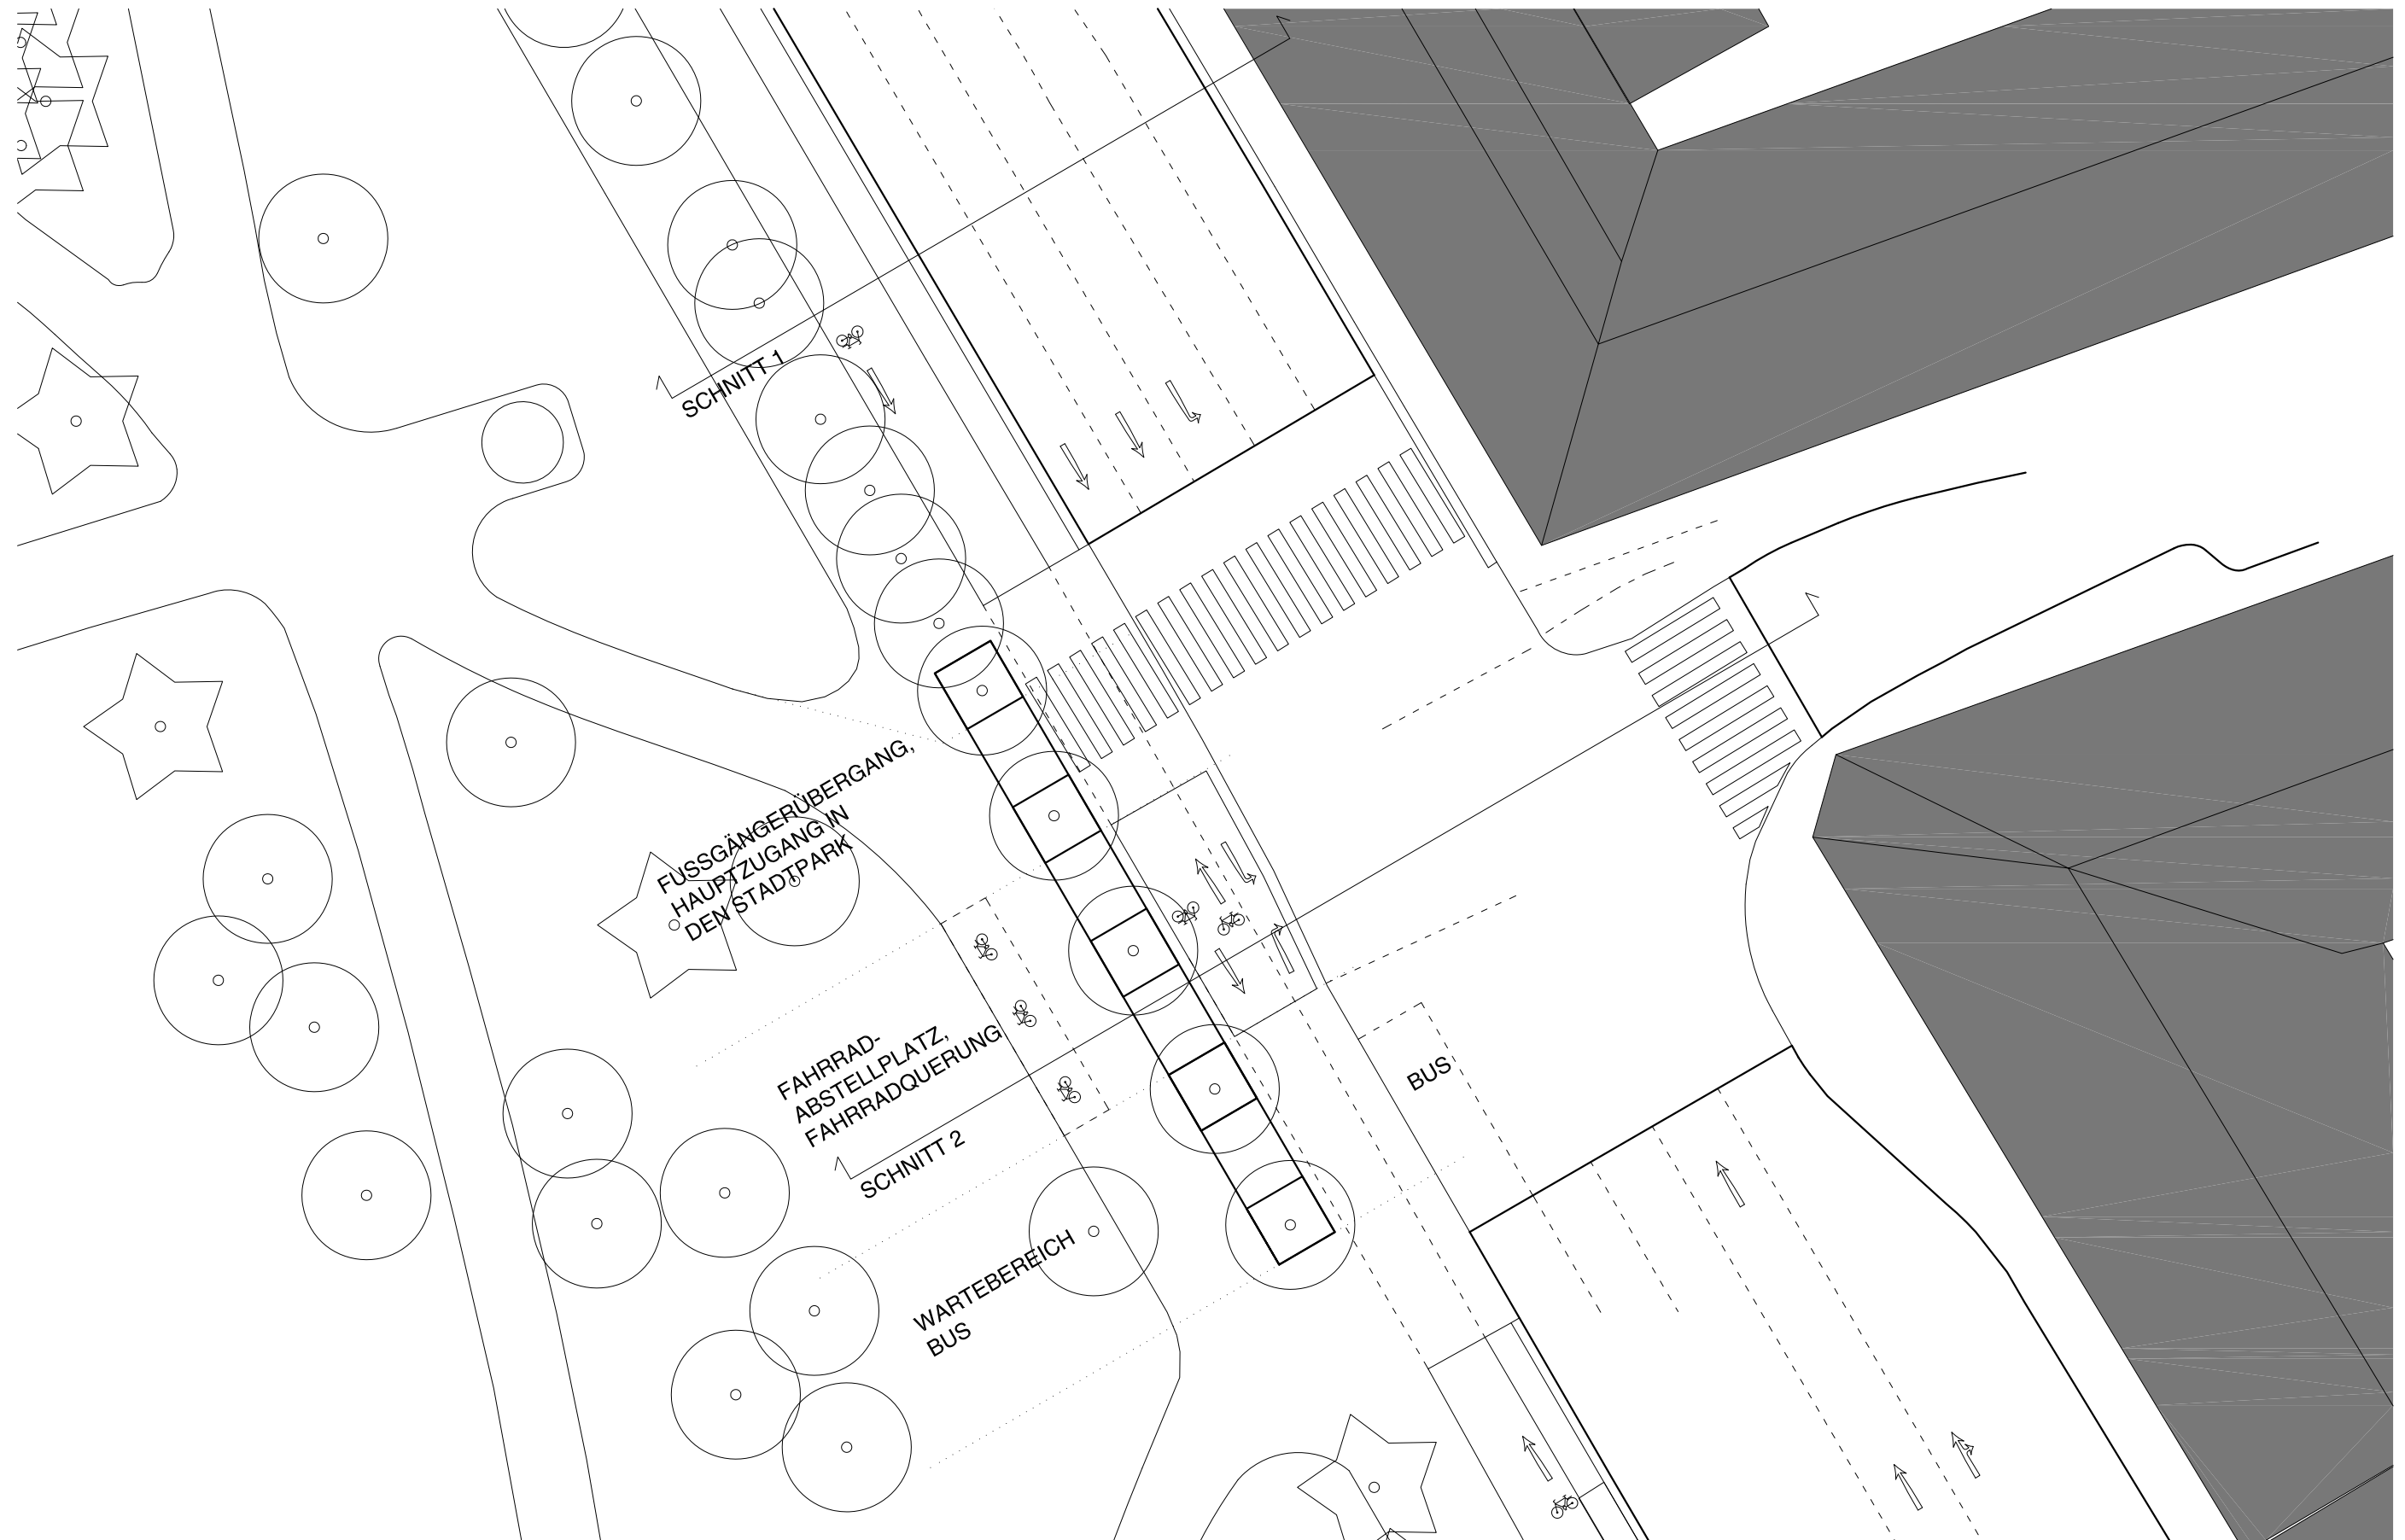 SCHNITT 1
FUSSGÄNGERÜBERGANG,
HAUPTZUGANG IN
DEN STADTPARK
FAHRRAD-
ABSTELLPLATZ,
FAHRRADQUERUNG
SCHNITT 2
BUS
WARTEBEREICH
BUS